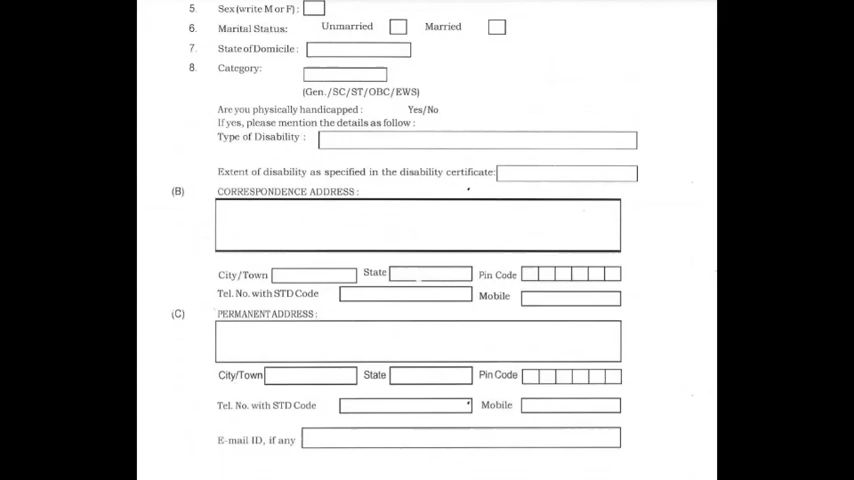 5. Sex(write M or F) :
6. Marital Status: Unmarried Married
7. State of Domicile :
8. Category:
(Gen./SC/ST/OBC/EWS)
Are you physically handicapped : Yes/No
If yes, please mention the details as follow :
Type of Disability :
Extent of disability as specified in the disability certificate:
(B) CORRESPONDENCE ADDRESS :
City/Town State Pin Code
Tel. No. with STD Code Mobile
(C) PERMANENT ADDRESS :
City/Town State Pin Code
Tel. No. with STD Code Mobile
E-mail ID, if any